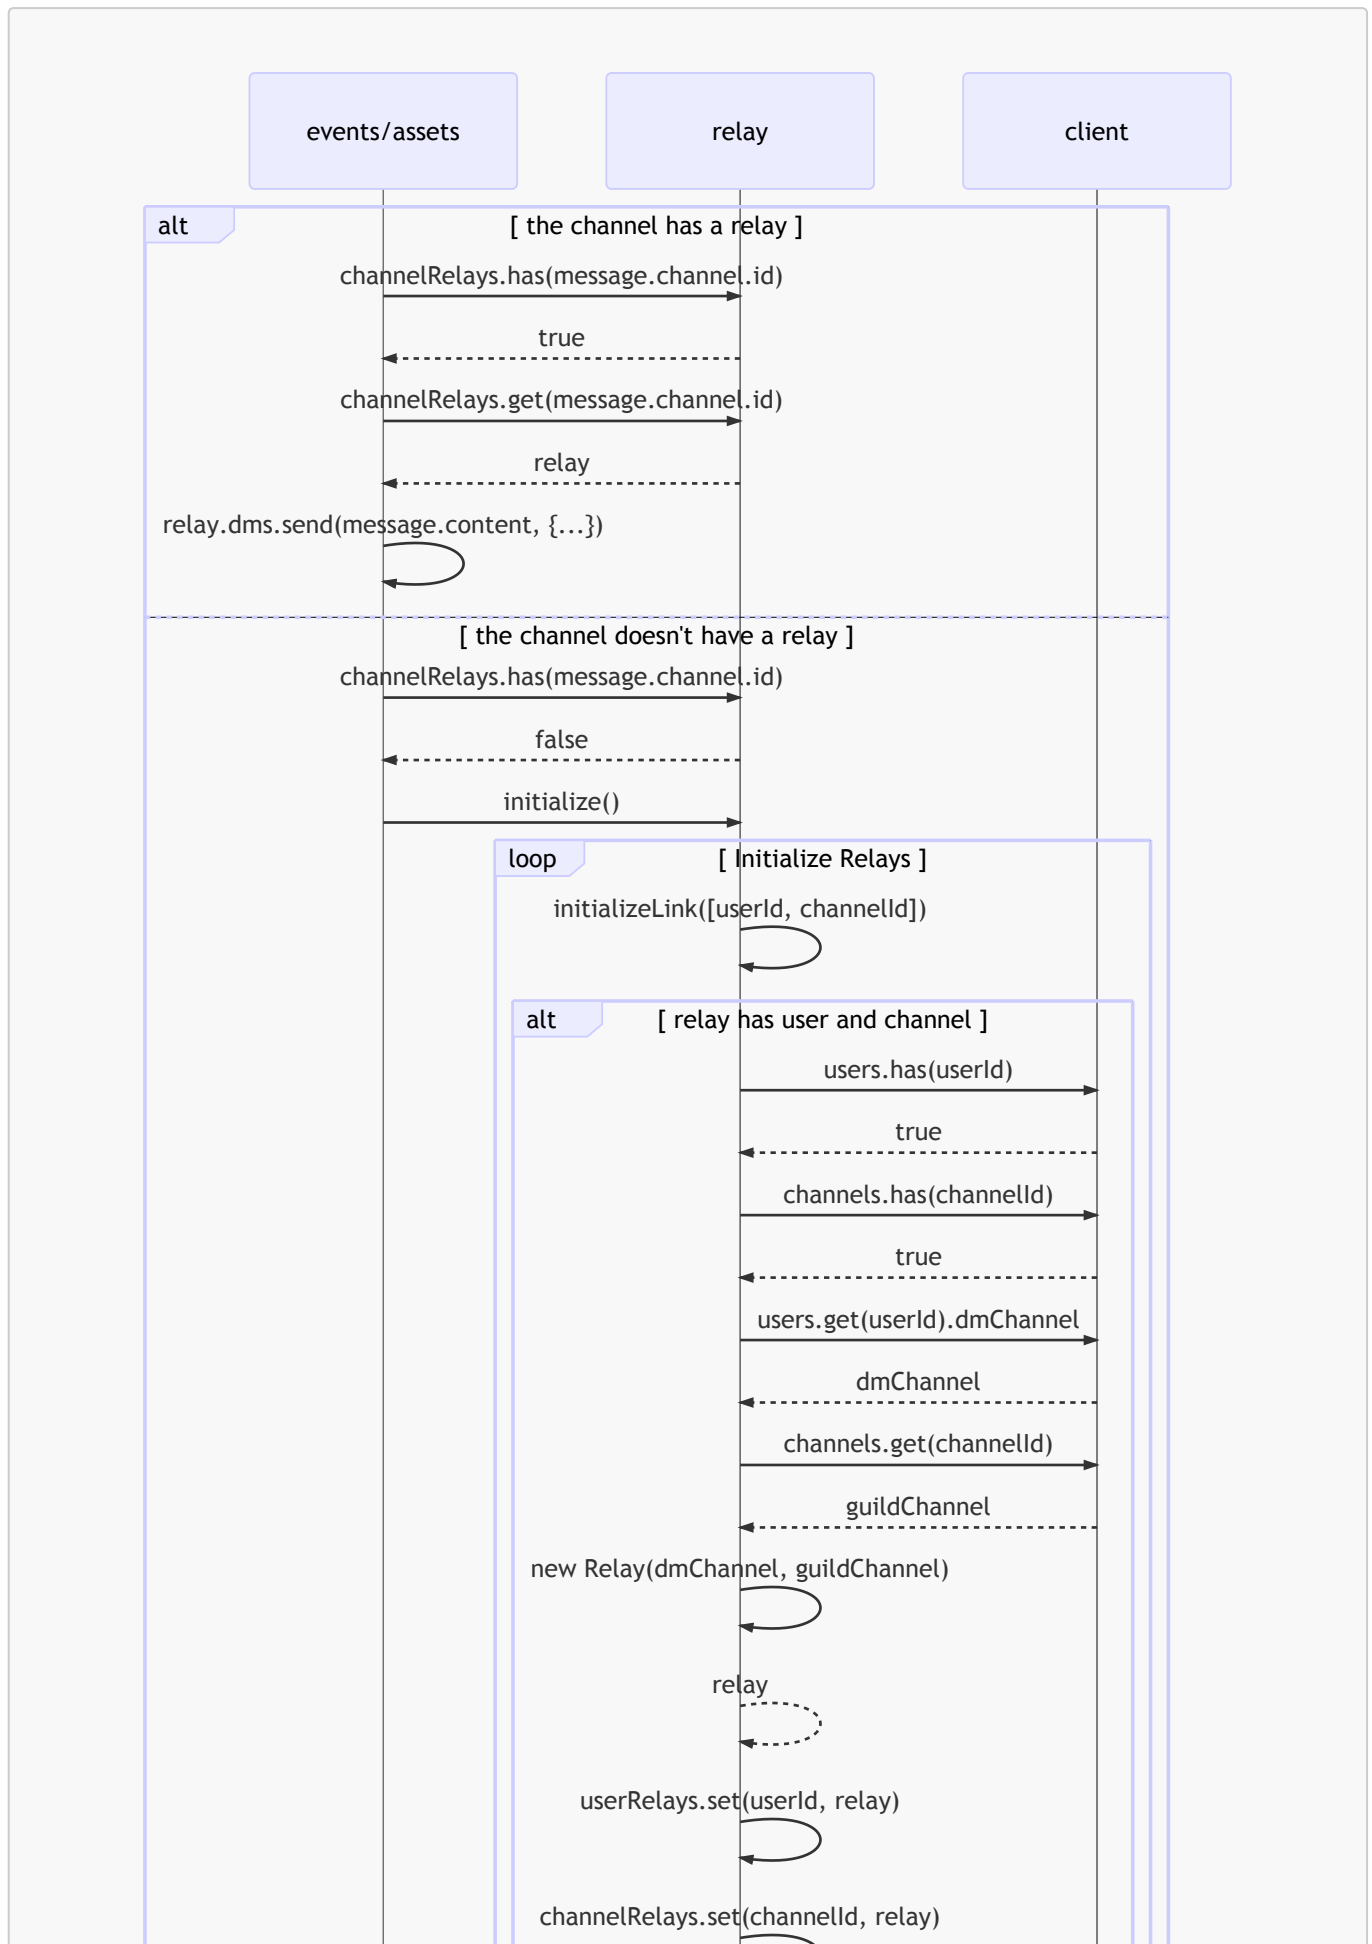 events/assets
relay
client
alt
[ the channel has a relay ]
channelRelays.has(message.channel.id)
true
channelRelays.get(message.channel.id)
relay
relay.dms.send(message.content, {...})
[ the channel doesn't have a relay ]
channelRelays.has(message.channel.id)
false
initialize()
loop
[ Initialize Relays ]
initializeLink([userId, channelId])
alt
[ relay has user and channel ]
users.has(userId)
true
channels.has(channelId)
true
users.get(userId).dmChannel
dmChannel
channels.get(channelId)
guildChannel
new Relay(dmChannel, guildChannel)
relay
userRelays.set(userId, relay)
channelRelays.set(channelId, relay)